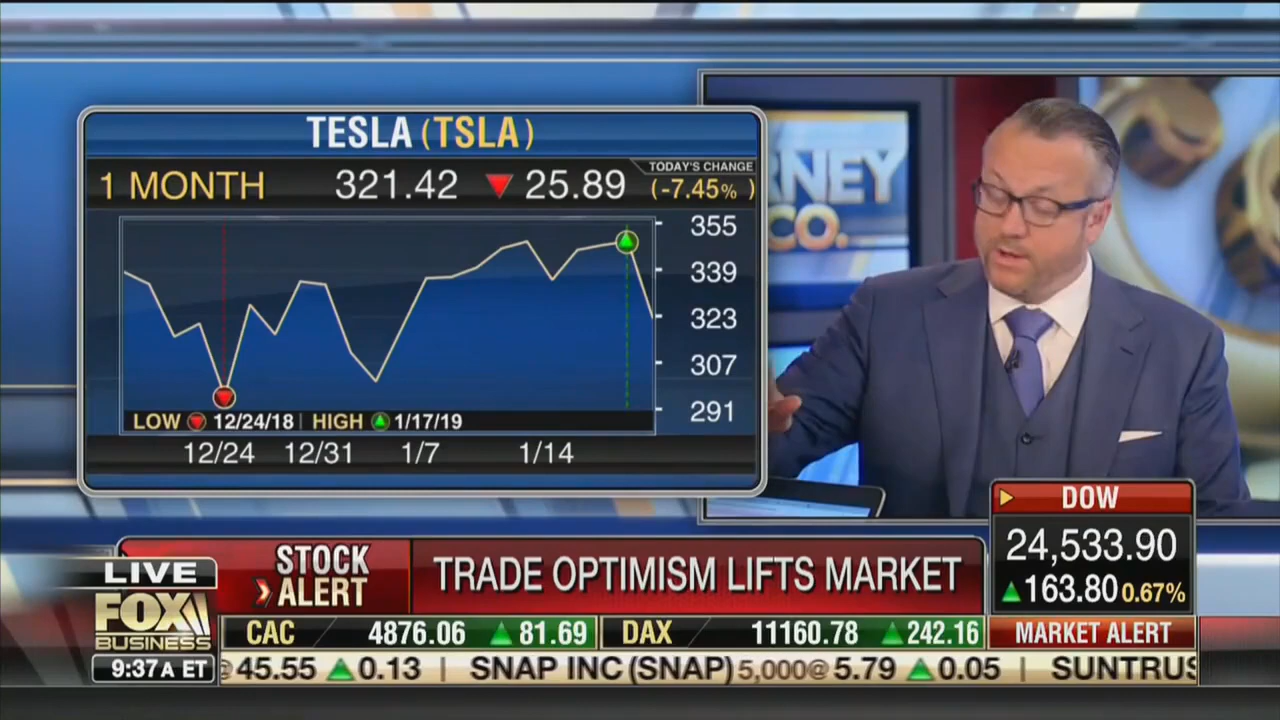 TESLA (TSLA)
1 MONTH 321.42 ▼ 25.89 TODAY'S CHANGE (-7.45%)
355
339
323
307
291
LOW ▼ 12/24/18 | HIGH ▲ 1/17/19
12/24 12/31 1/7 1/14
RNEY
CO.
DOW
24,533.90
▲163.80 0.67%
MARKET ALERT
STOCK
ALERT
TRADE OPTIMISM LIFTS MARKET
LIVE
FOX
BUSINESS
9:37A ET
CAC 4876.06 ▲81.69 DAX 11160.78 ▲242.16
@45.55 ▲0.13 | SNAP INC (SNAP) 5,000@5.79 ▲0.05 | SUNTRUS